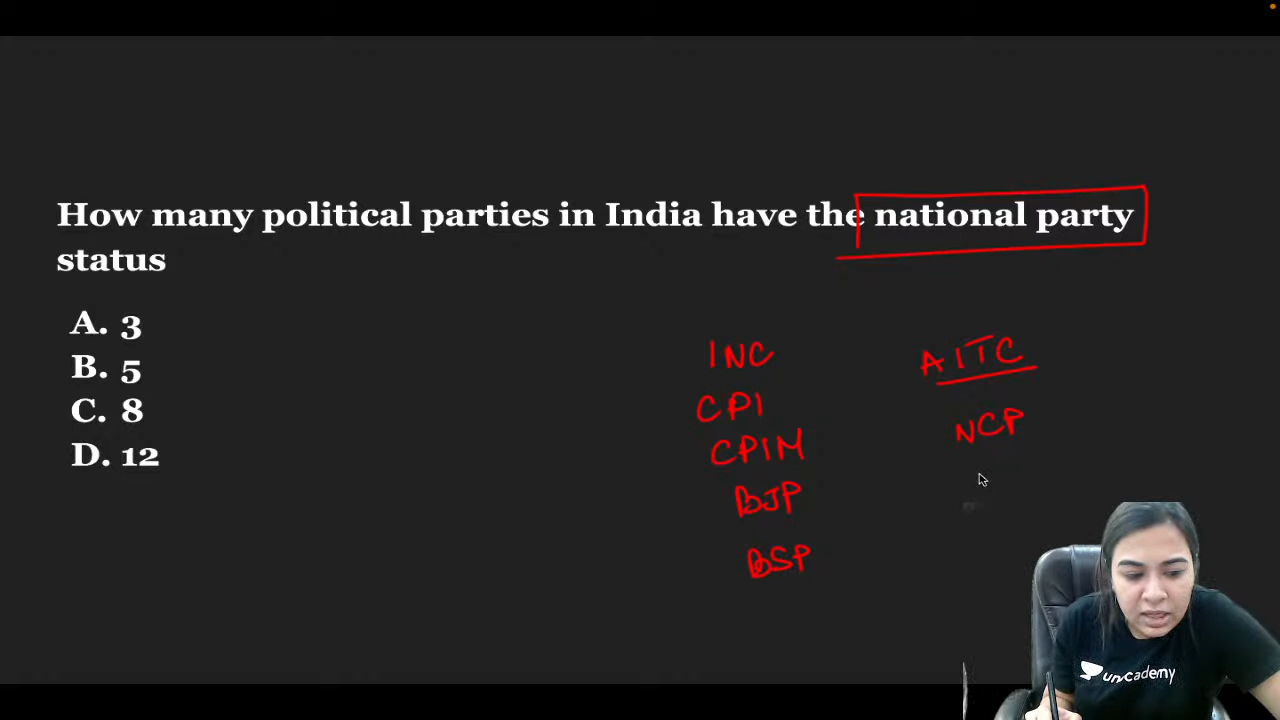 How many political parties in India have the national party
status
A. 3
B. 5
C. 8
D. 12
INC
CPI
CPIM
BJP
BSP
AITC
NCP
unacademy